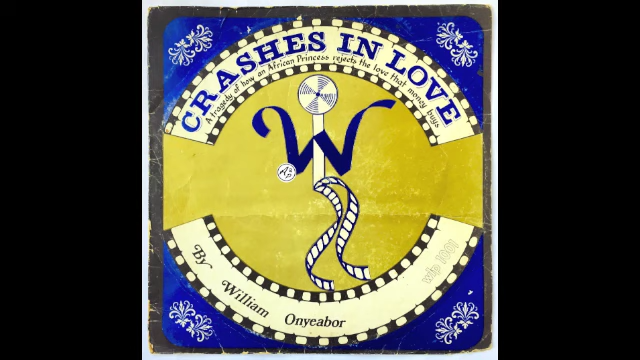 CRASHES IN LOVE
A tragedy of how an African Princess rejects the love that money buys
W
By William Onyeabor
wlp 1001